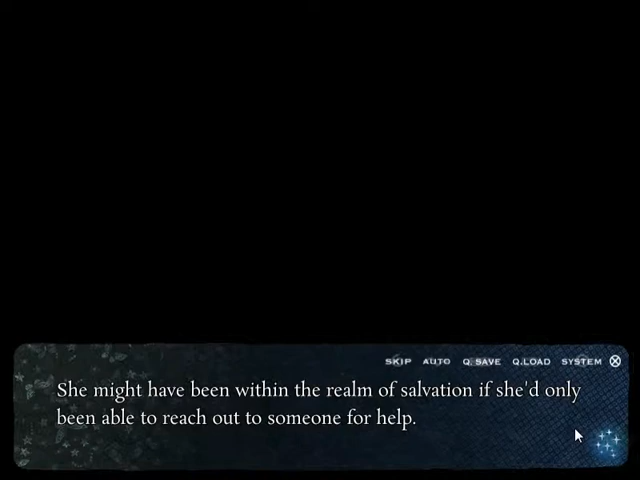 SKIP AUTO Q.SAVE Q.LOAD SYSTEM
She might have been within the realm of salvation if she'd only
been able to reach out to someone for help.